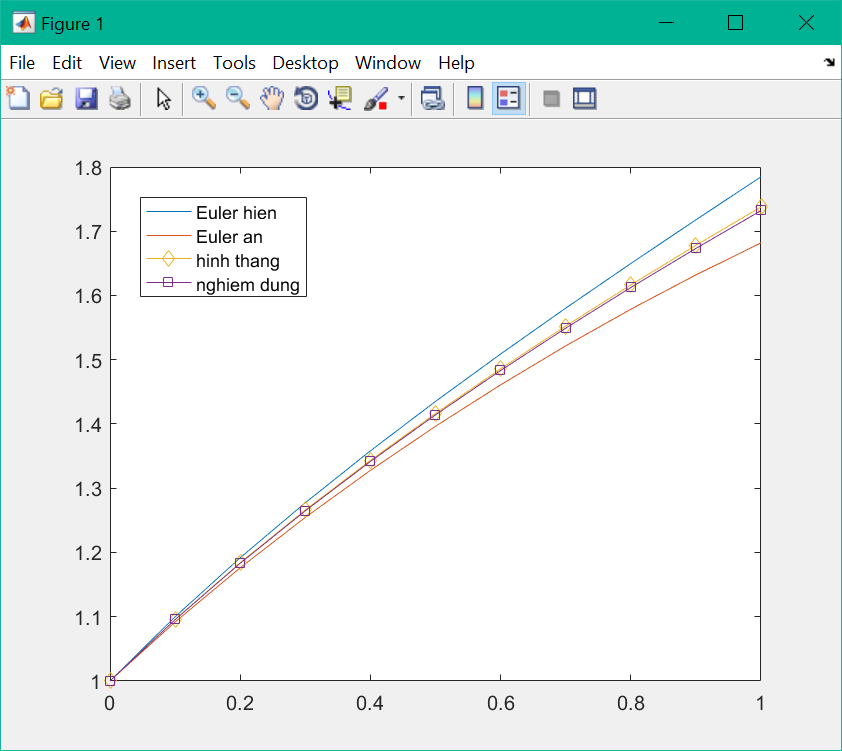 Figure 1
File Edit View Insert Tools Desktop Window Help
1.8
1.7
1.6
1.5
1.4
1.3
1.2
1.1
1
Euler hien
Euler an
hinh thang
nghiem dung
0 0.2 0.4 0.6 0.8 1